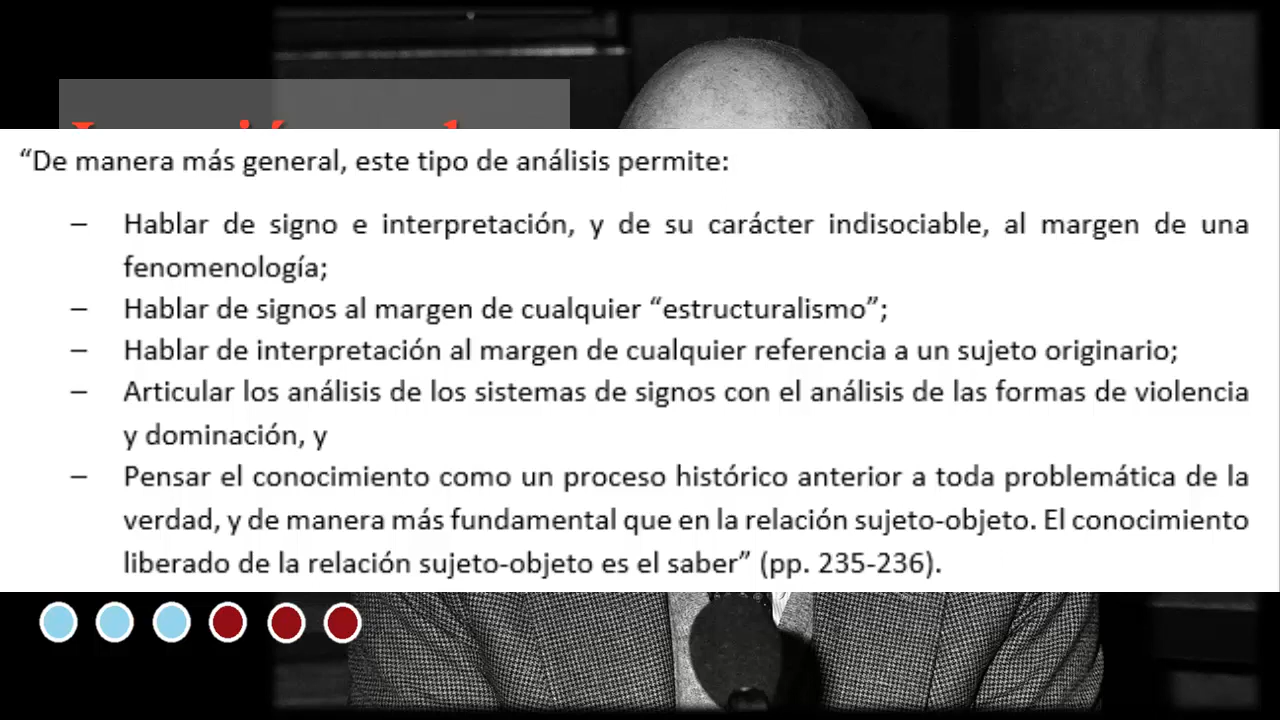 “De manera más general, este tipo de análisis permite:
– Hablar de signo e interpretación, y de su carácter indisociable, al margen de una
fenomenología;
– Hablar de signos al margen de cualquier “estructuralismo”;
– Hablar de interpretación al margen de cualquier referencia a un sujeto originario;
– Articular los análisis de los sistemas de signos con el análisis de las formas de violencia
y dominación, y
– Pensar el conocimiento como un proceso histórico anterior a toda problemática de la
verdad, y de manera más fundamental que en la relación sujeto-objeto. El conocimiento
liberado de la relación sujeto-objeto es el saber” (pp. 235-236).